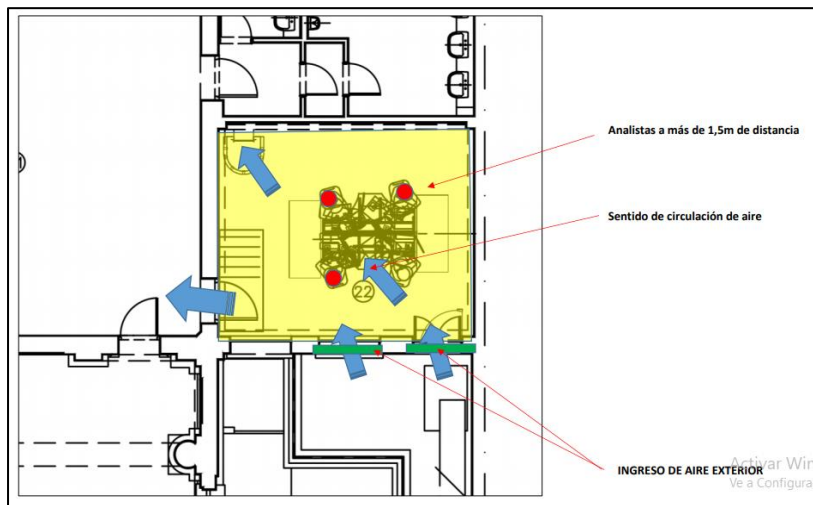 Analistas a más de 1,5m de distancia
Sentido de circulación de aire
22
INGRESO DE AIRE EXTERIOR
Activar Win
Ve a Configura